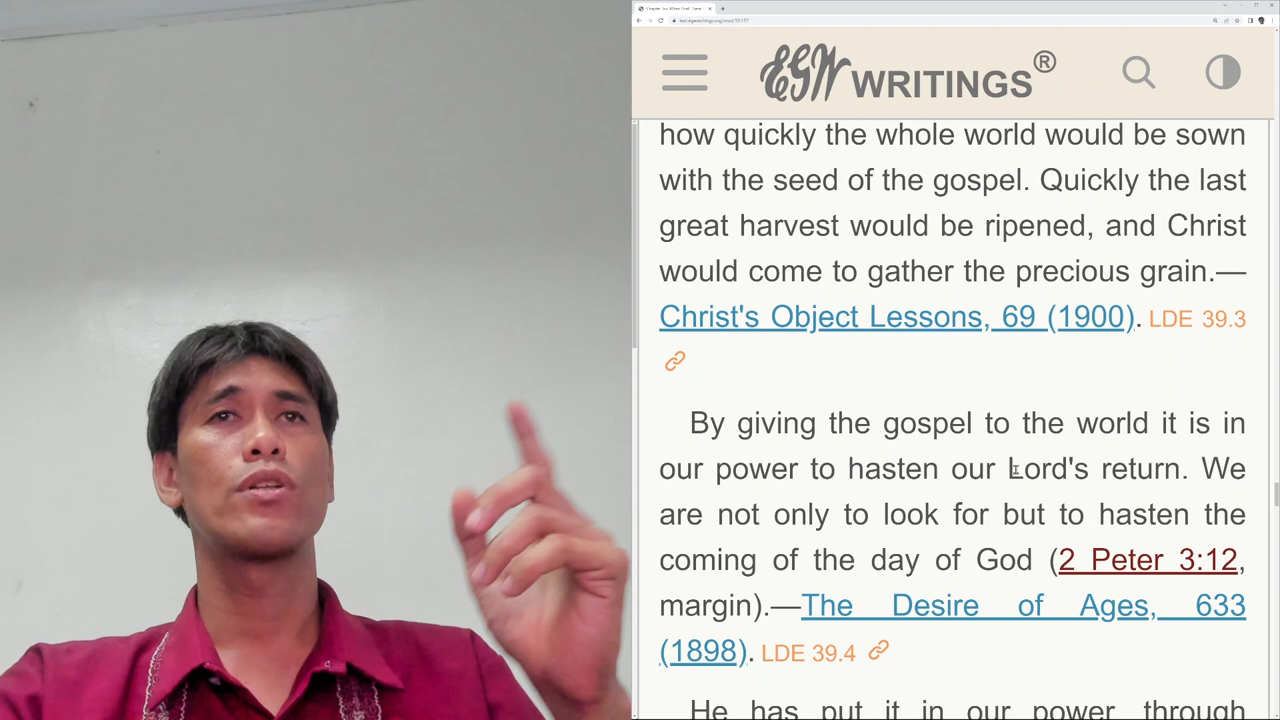 EGW WRITINGS®
how quickly the whole world would be sown
with the seed of the gospel. Quickly the last
great harvest would be ripened, and Christ
would come to gather the precious grain.—
Christ's Object Lessons, 69 (1900). LDE 39.3
By giving the gospel to the world it is in
our power to hasten our Lord's return. We
are not only to look for but to hasten the
coming of the day of God (2 Peter 3:12,
margin).—The Desire of Ages, 633
(1898). LDE 39.4
He has put it in our power, through